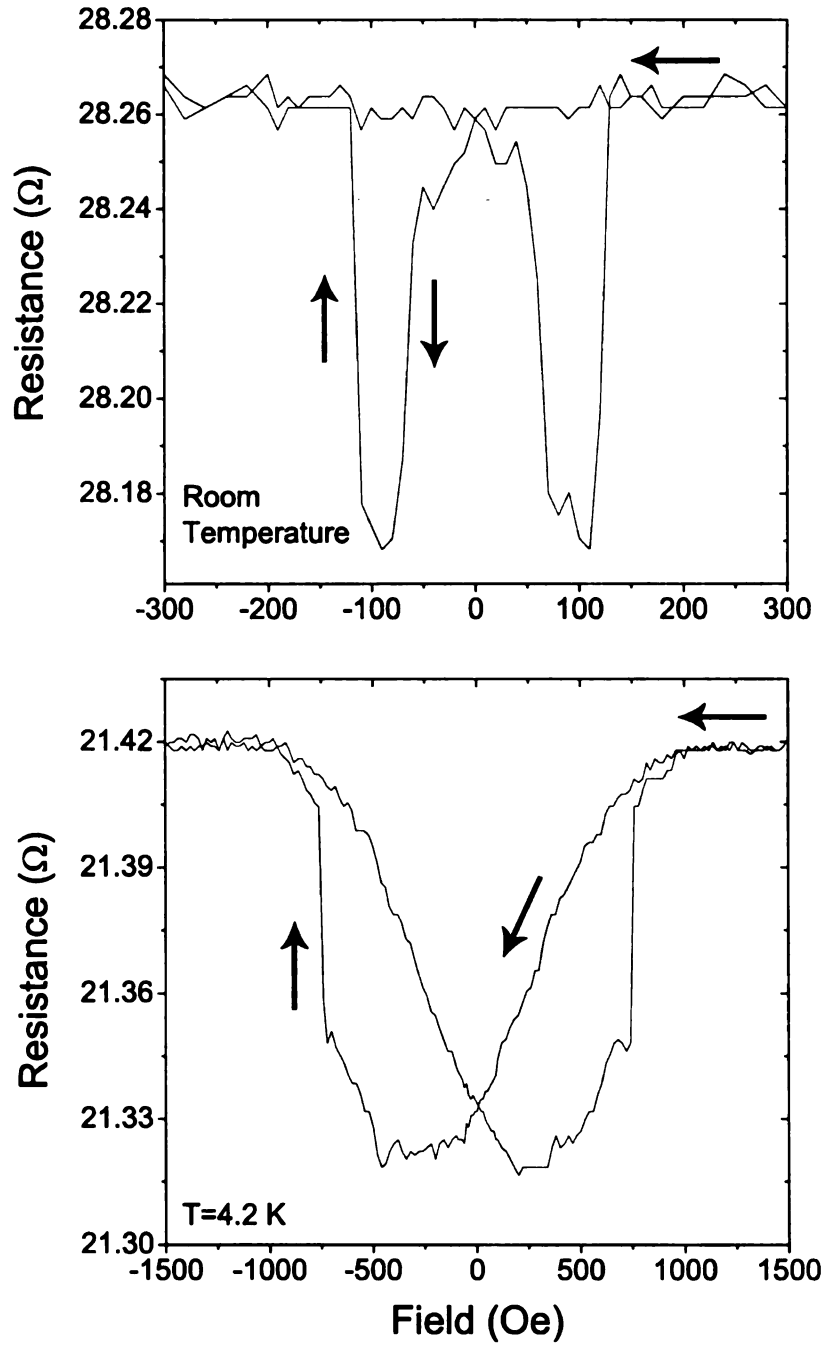 28.28
28.26
28.24
28.22
28.20
28.18
Resistance (Ω)
Room
Temperature
-300 -200 -100 0 100 200 300
21.42
21.39
21.36
21.33
21.30
Resistance (Ω)
T=4.2 K
-1500 -1000 -500 0 500 1000 1500
Field (Oe)